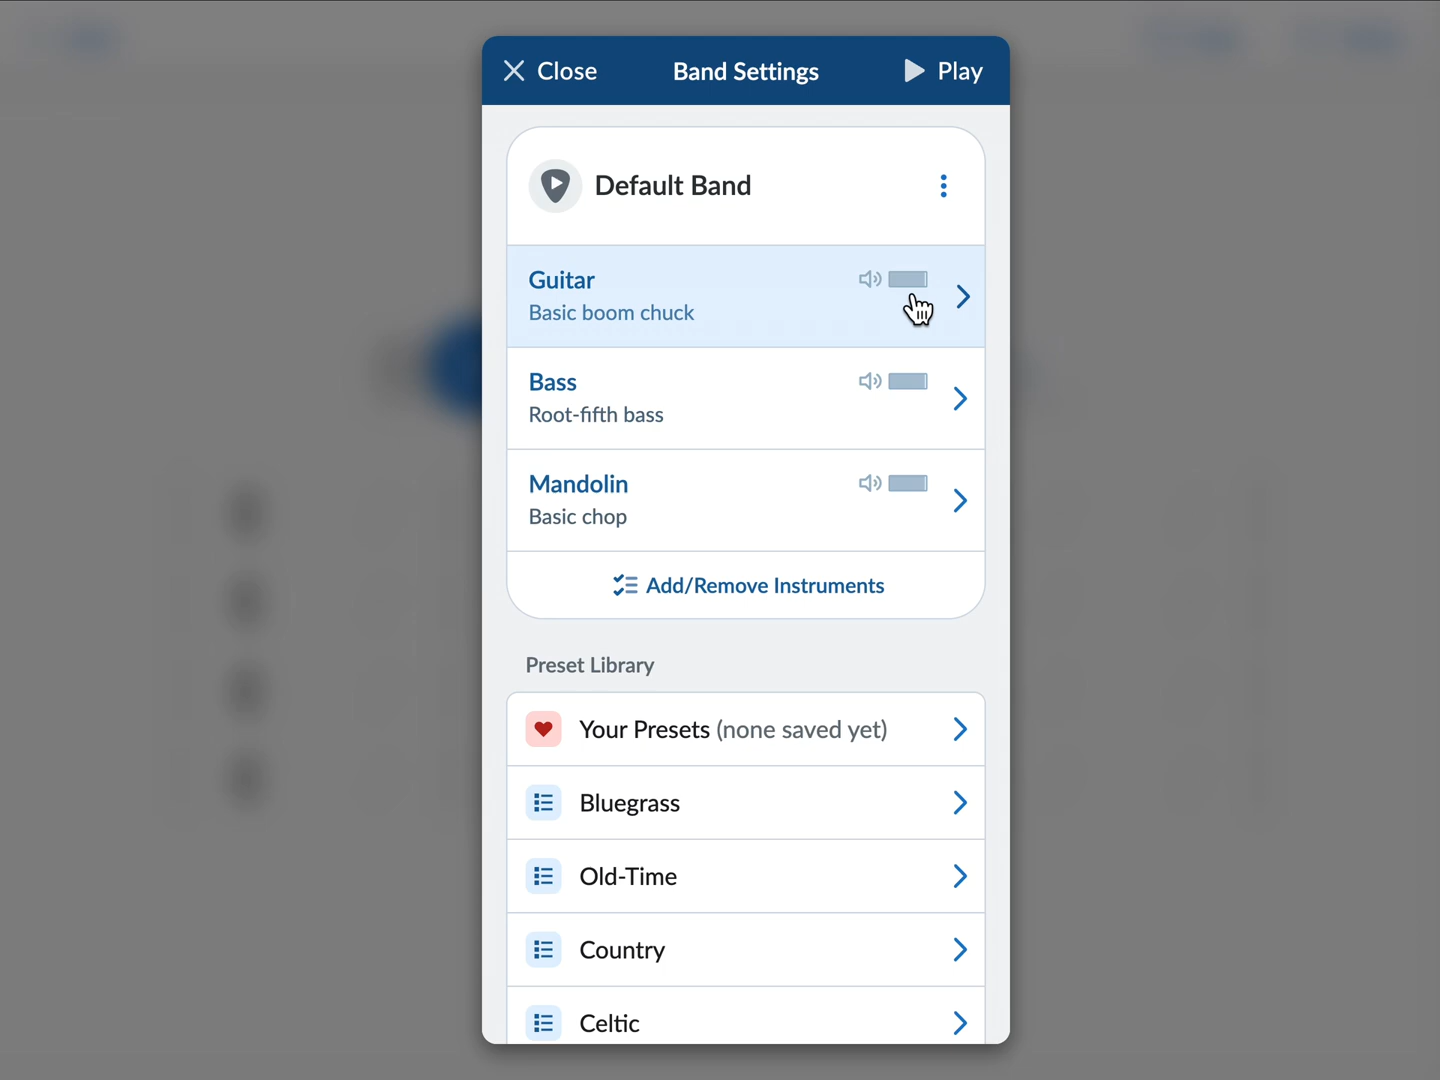 Close
Band Settings
Play
Default Band
Guitar
Basic boom chuck
Bass
Root-fifth bass
Mandolin
Basic chop
Add/Remove Instruments
Preset Library
Your Presets (none saved yet)
Bluegrass
Old-Time
Country
Celtic